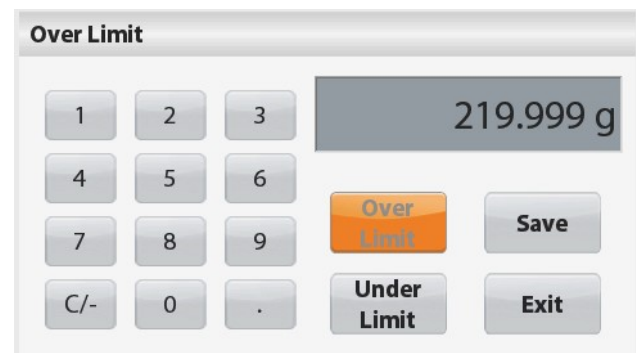 Over Limit
1 2 3
219.999 g
4 5 6
Over
Limit
Save
7 8 9
C/- 0 .
Under
Limit
Exit